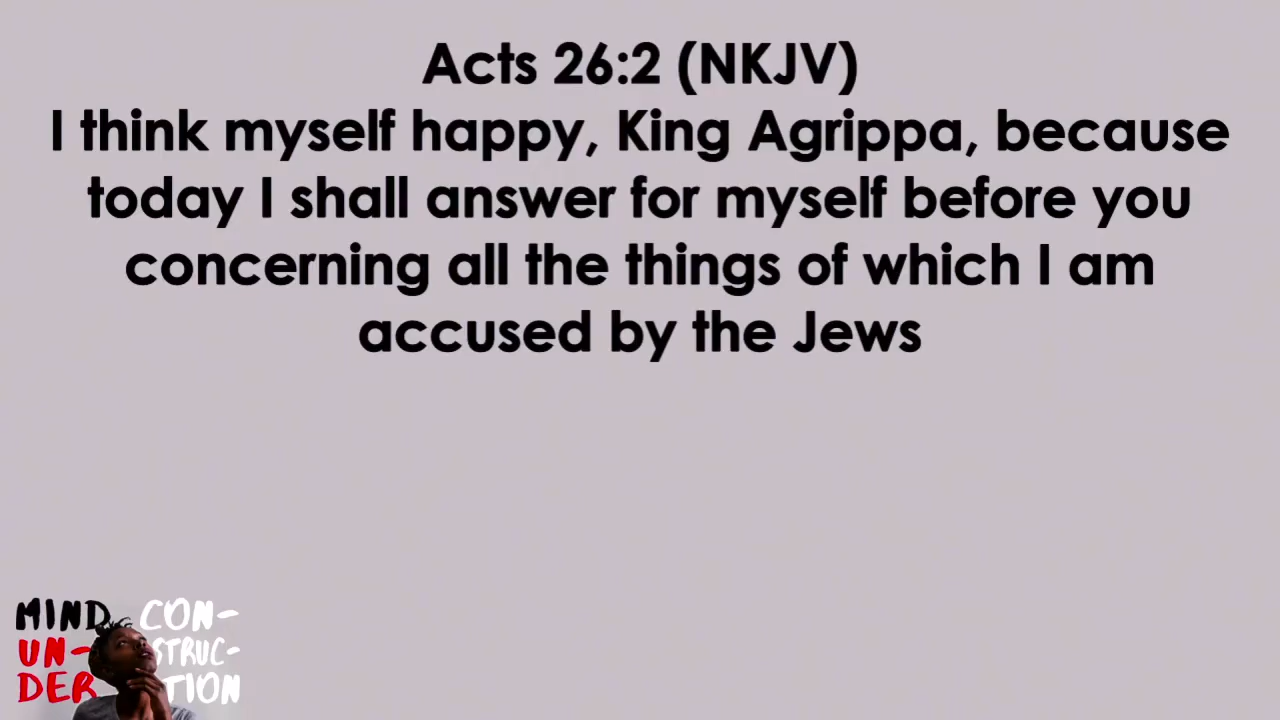 Acts 26:2 (NKJV)
I think myself happy, King Agrippa, because
today I shall answer for myself before you
concerning all the things of which I am
accused by the Jews
MIND CON-
UN- STRUC-
DER TION